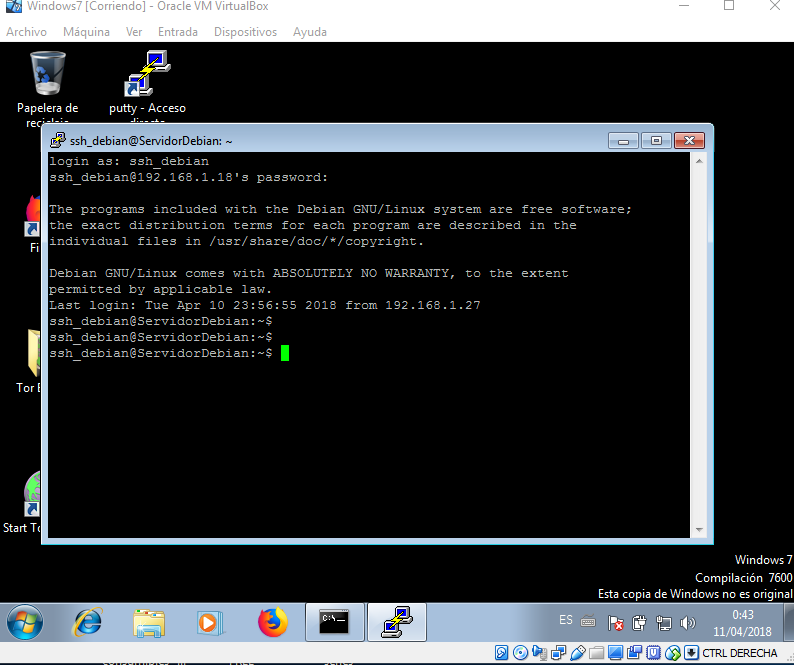 Windows7 [Corriendo] - Oracle VM VirtualBox
Archivo Máquina Ver Entrada Dispositivos Ayuda
Papelera de
reciclaje
putty - Acceso
directo
ssh_debian@ServidorDebian: ~
login as: ssh_debian
ssh_debian@192.168.1.18's password:
The programs included with the Debian GNU/Linux system are free software;
the exact distribution terms for each program are described in the
individual files in /usr/share/doc/*/copyright.
Debian GNU/Linux comes with ABSOLUTELY NO WARRANTY, to the extent
permitted by applicable law.
Last login: Tue Apr 10 23:56:55 2018 from 192.168.1.27
ssh_debian@ServidorDebian:~$
ssh_debian@ServidorDebian:~$
ssh_debian@ServidorDebian:~$
Fi
Tor
Start To
Windows 7
Compilación 7600
Esta copia de Windows no es original
C:\
ES
0:43
11/04/2018
CTRL DERECHA